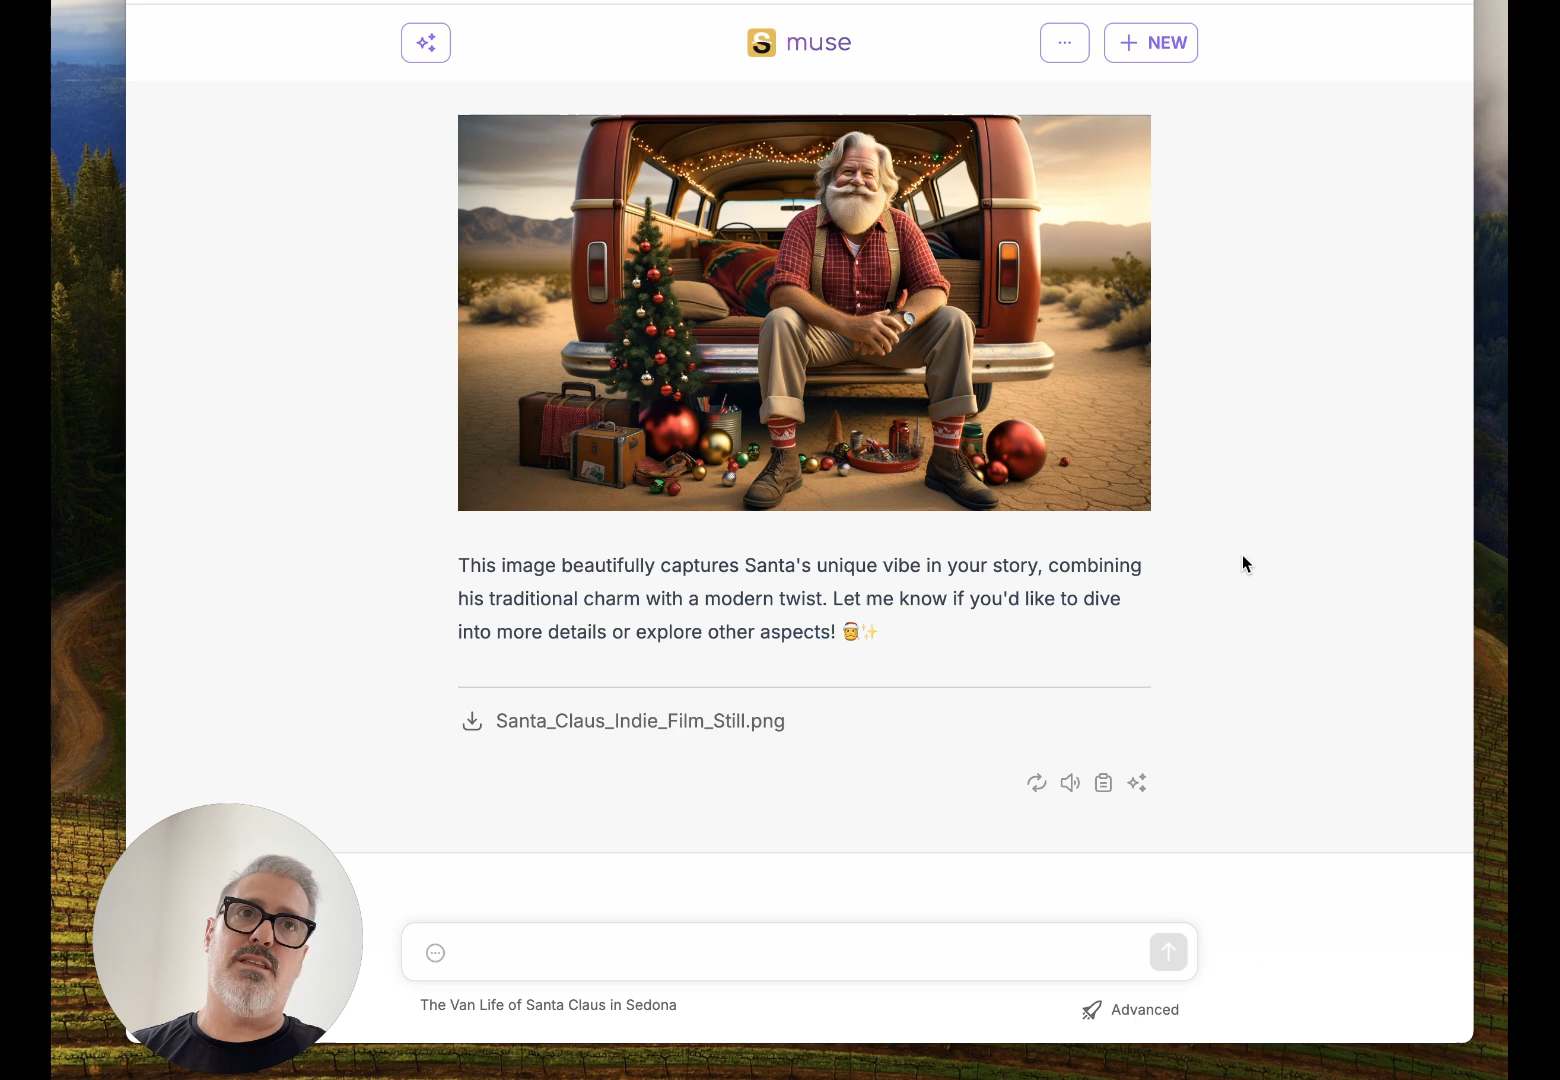 S muse
... + NEW
This image beautifully captures Santa's unique vibe in your story, combining
his traditional charm with a modern twist. Let me know if you'd like to dive
into more details or explore other aspects! 🎅✨
Santa_Claus_Indie_Film_Still.png
The Van Life of Santa Claus in Sedona
Advanced